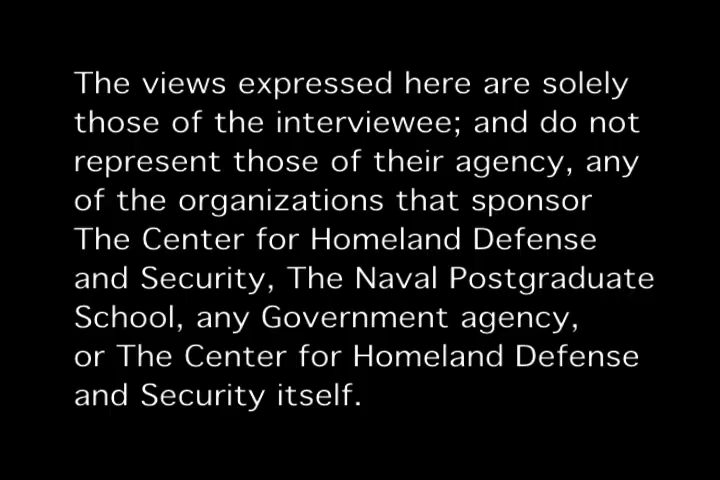 The views expressed here are solely
those of the interviewee; and do not
represent those of their agency, any
of the organizations that sponsor
The Center for Homeland Defense
and Security, The Naval Postgraduate
School, any Government agency,
or The Center for Homeland Defense
and Security itself.